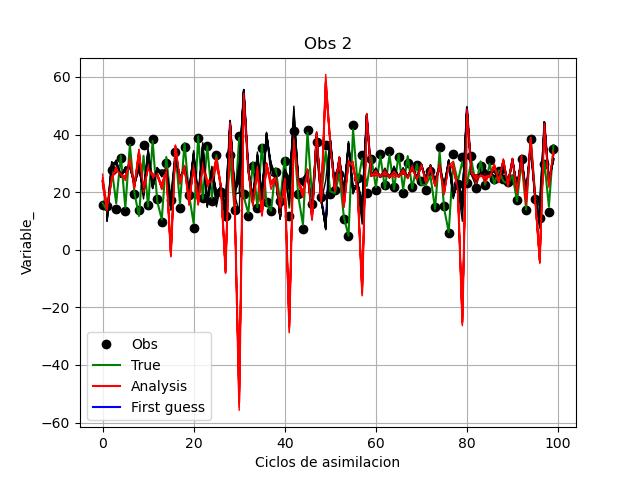 Obs 2
60
40
20
0
−20
−40
−60
Variable_
Obs
True
Analysis
First guess
0
20
40
60
80
100
Ciclos de asimilacion